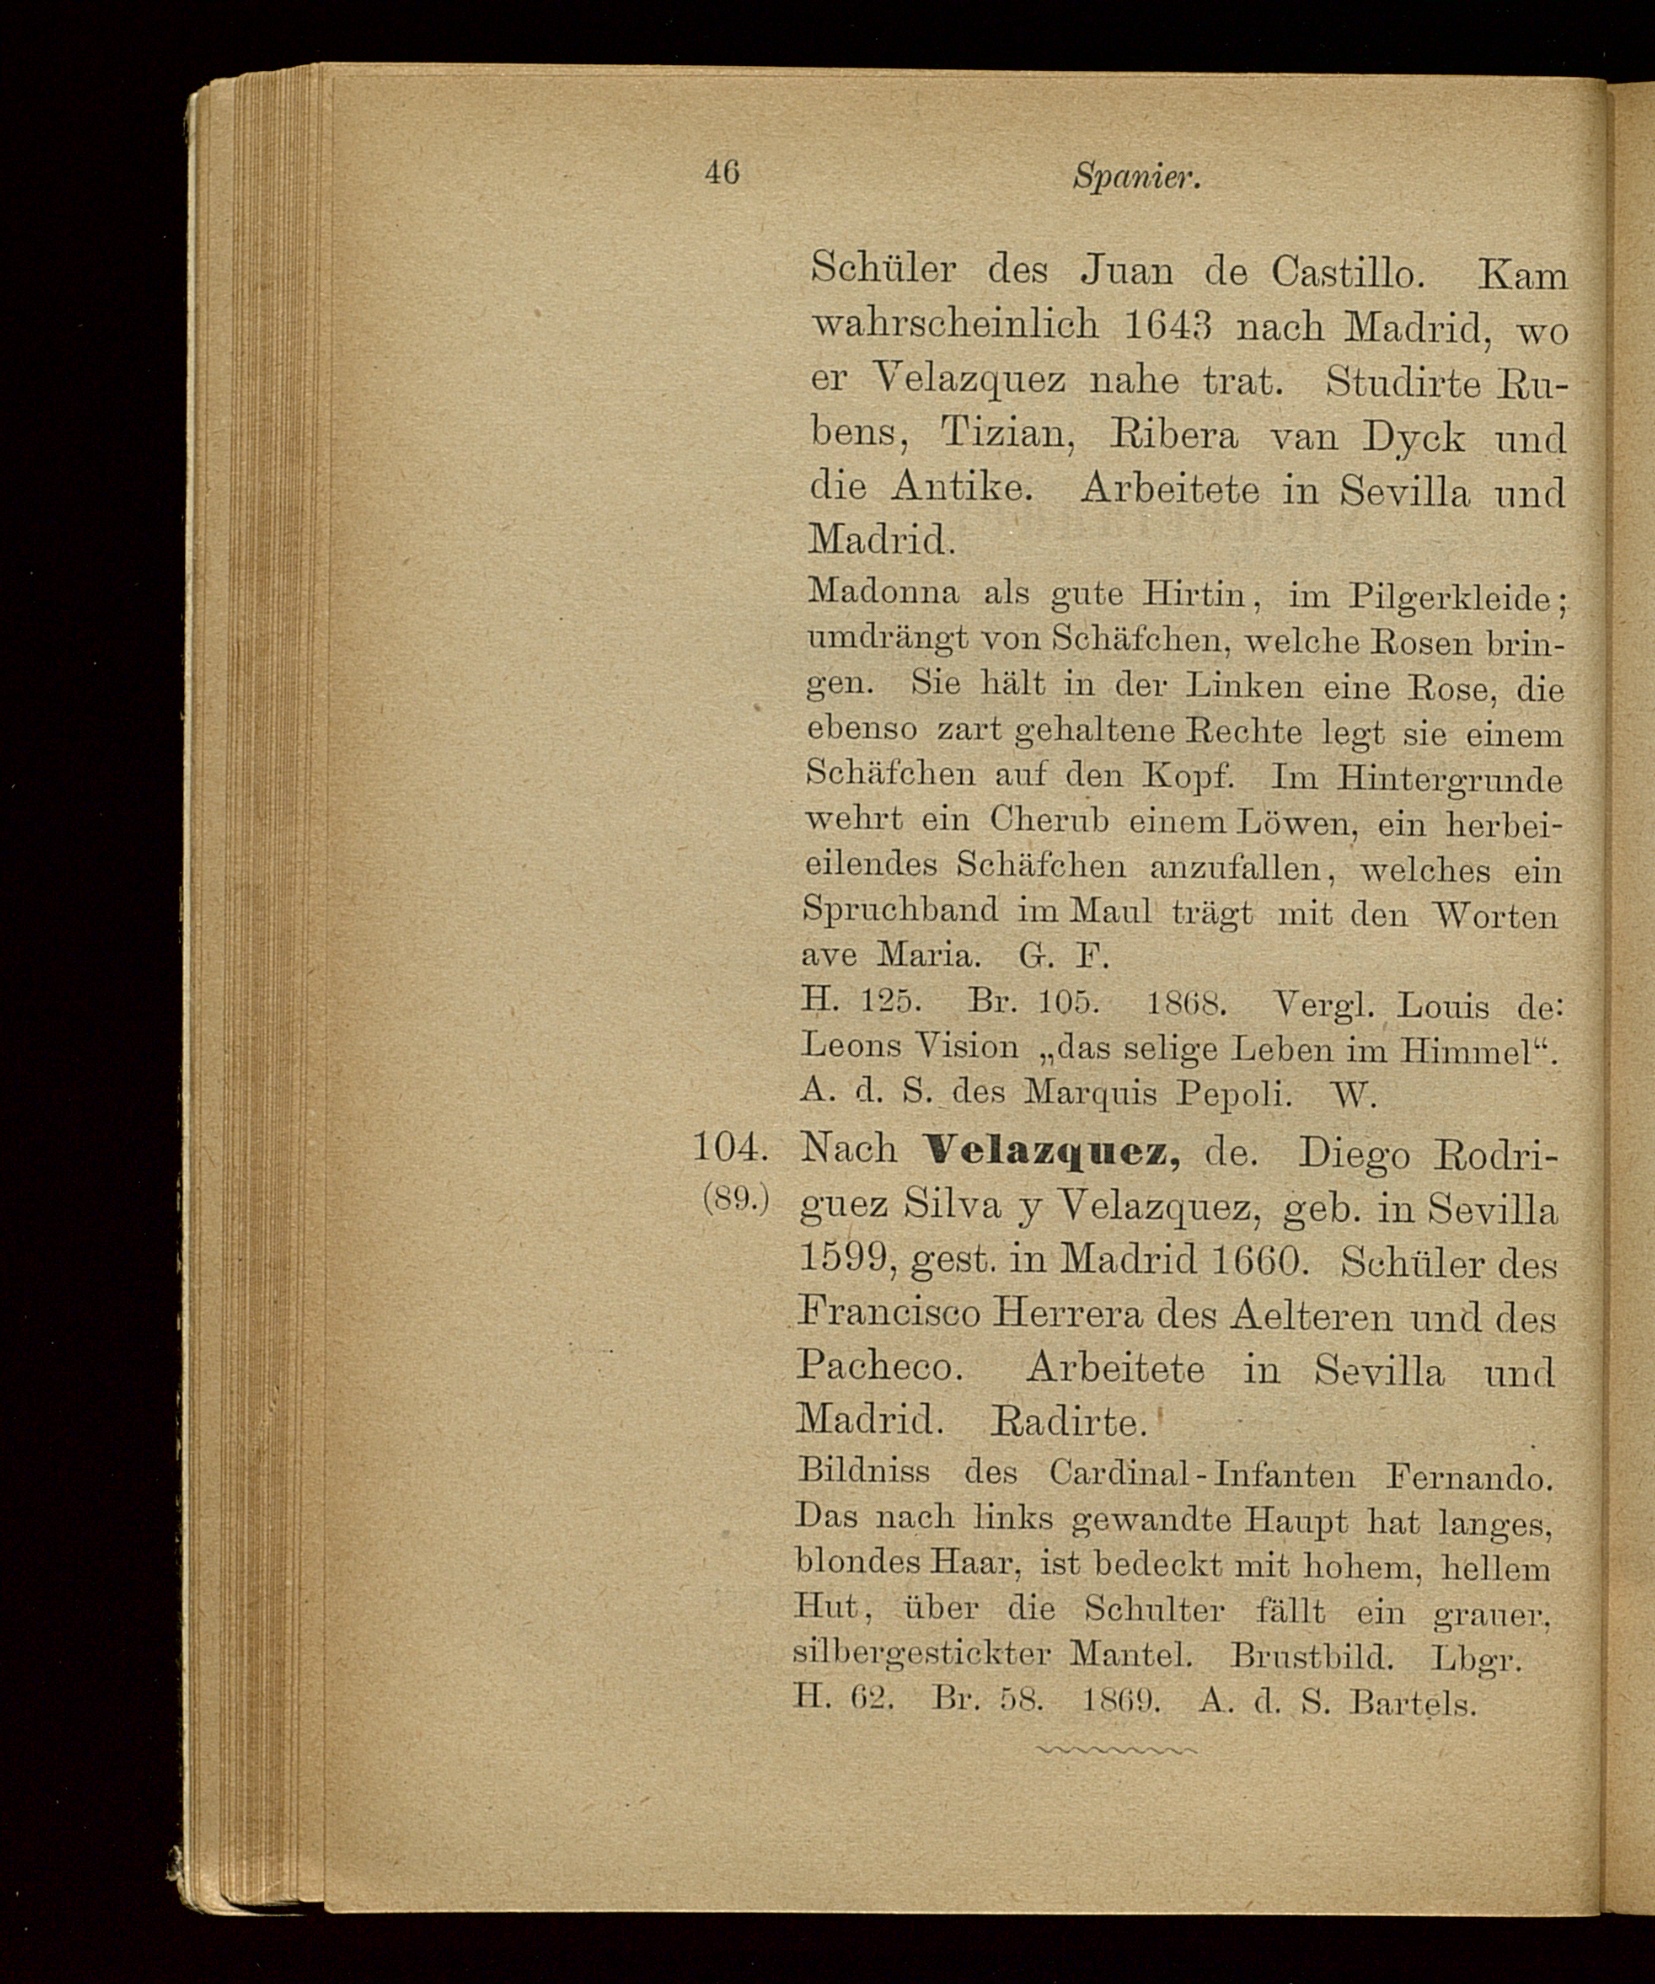 46 Spanier.
Schüler des Juan de Castillo. Kam
wahrscheinlich 1643 nach Madrid, wo
er Velazquez nahe trat. Studirte Ru-
bens, Tizian, Ribera van Dyck und
die Antike. Arbeitete in Sevilla und
Madrid.
Madonna als gute Hirtin, im Pilgerkleide;
umdrängt von Schäfchen, welche Rosen brin-
gen. Sie hält in der Linken eine Rose, die
ebenso zart gehaltene Rechte legt sie einem
Schäfchen auf den Kopf. Im Hintergrunde
wehrt ein Cherub einem Löwen, ein herbei-
eilendes Schäfchen anzufallen, welches ein
Spruchband im Maul trägt mit den Worten
ave Maria. G. F.
H. 125. Br. 105. 1868. Vergl. Louis de:
Leons Vision „das selige Leben im Himmel“.
A. d. S. des Marquis Pepoli. W.
104. Nach Velazquez, de. Diego Rodri-
(89.) guez Silva y Velazquez, geb. in Sevilla
1599, gest. in Madrid 1660. Schüler des
Francisco Herrera des Aelteren und des
Pacheco. Arbeitete in Sevilla und
Madrid. Radirte.
Bildniss des Cardinal-Infanten Fernando.
Das nach links gewandte Haupt hat langes,
blondes Haar, ist bedeckt mit hohem, hellem
Hut, über die Schulter fällt ein grauer,
silbergestickter Mantel. Brustbild. Lbgr.
H. 62. Br. 58. 1869. A. d. S. Bartels.